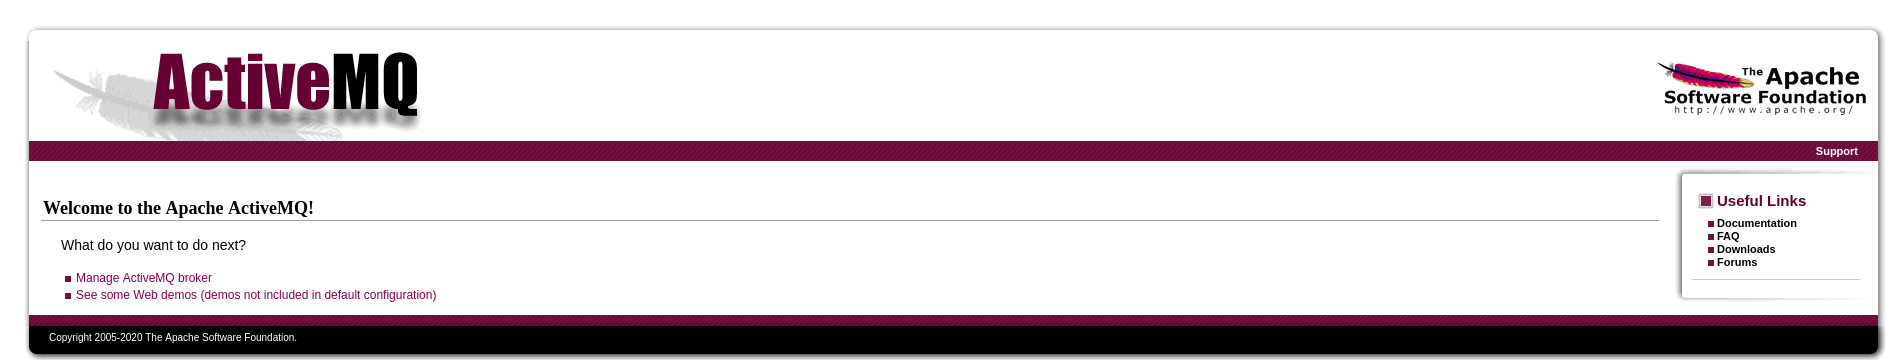 ActiveMQ
The Apache
Software Foundation
http://www.apache.org/
Support
Welcome to the Apache ActiveMQ!
What do you want to do next?
Manage ActiveMQ broker
See some Web demos (demos not included in default configuration)
Useful Links
Documentation
FAQ
Downloads
Forums
Copyright 2005-2020 The Apache Software Foundation.